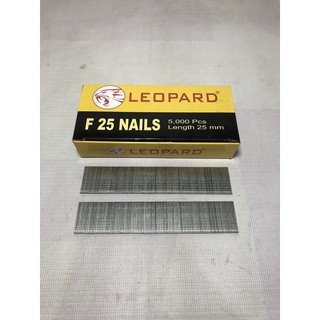 LEOPARD
F 25 NAILS
5,000 Pcs
Length 25 mm
LEOPARD